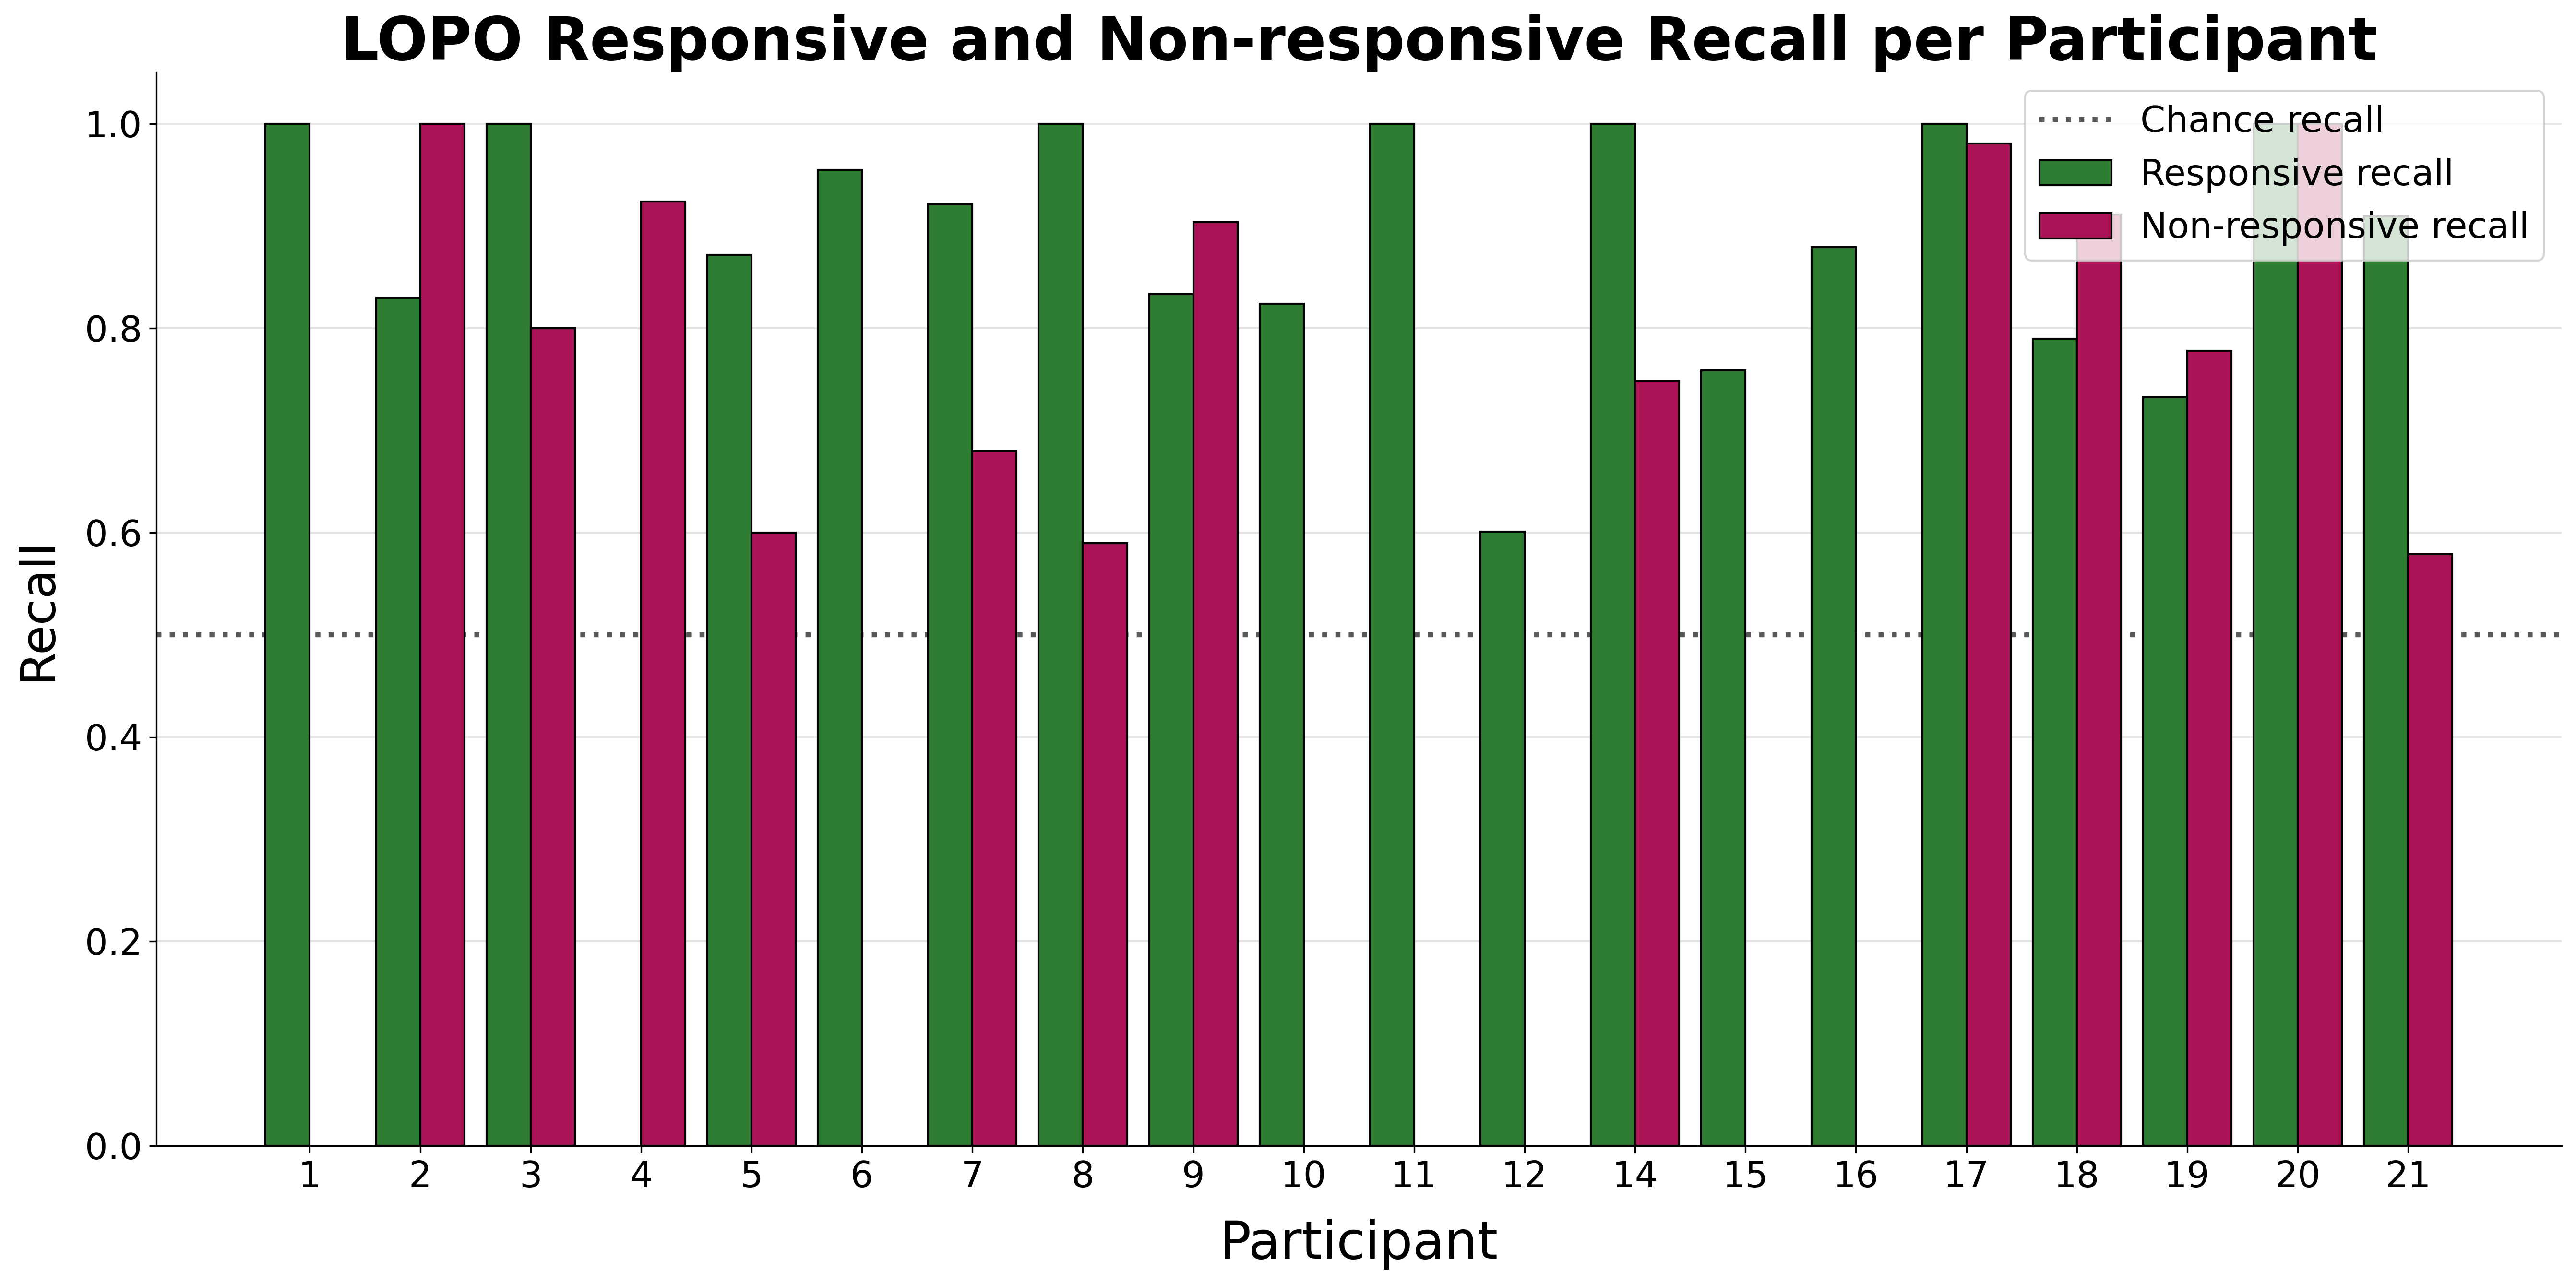 LOPO Responsive and Non-responsive Recall per Participant
Chance recall
Responsive recall
Non-responsive recall
Recall
1.0
0.8
0.6
0.4
0.2
0.0
1 2 3 4 5 6 7 8 9 10 11 12 14 15 16 17 18 19 20 21
Participant